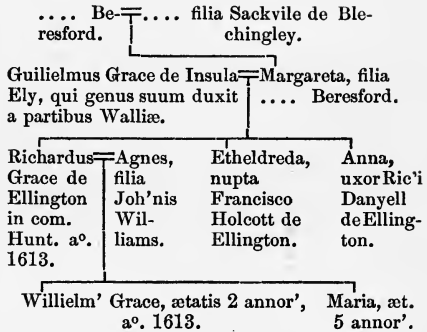 .... Be- .... filia Sackvile de Ble-
resford. chingley.
Guilielmus Grace de Insula Margareta, filia
Ely, qui genus suum duxit .... Beresford.
a partibus Walliæ.
Richardus Agnes, Etheldreda, Anna,
Grace de filia nupta uxor Ric'i
Ellington Joh'nis Francisco Danyell
in com. Wil- Holcott de de Elling-
Hunt. aº. liams. Ellington. ton.
1613.
Willielm' Grace, ætatis 2 annor', Maria, æt.
aº. 1613. 5 annor'.